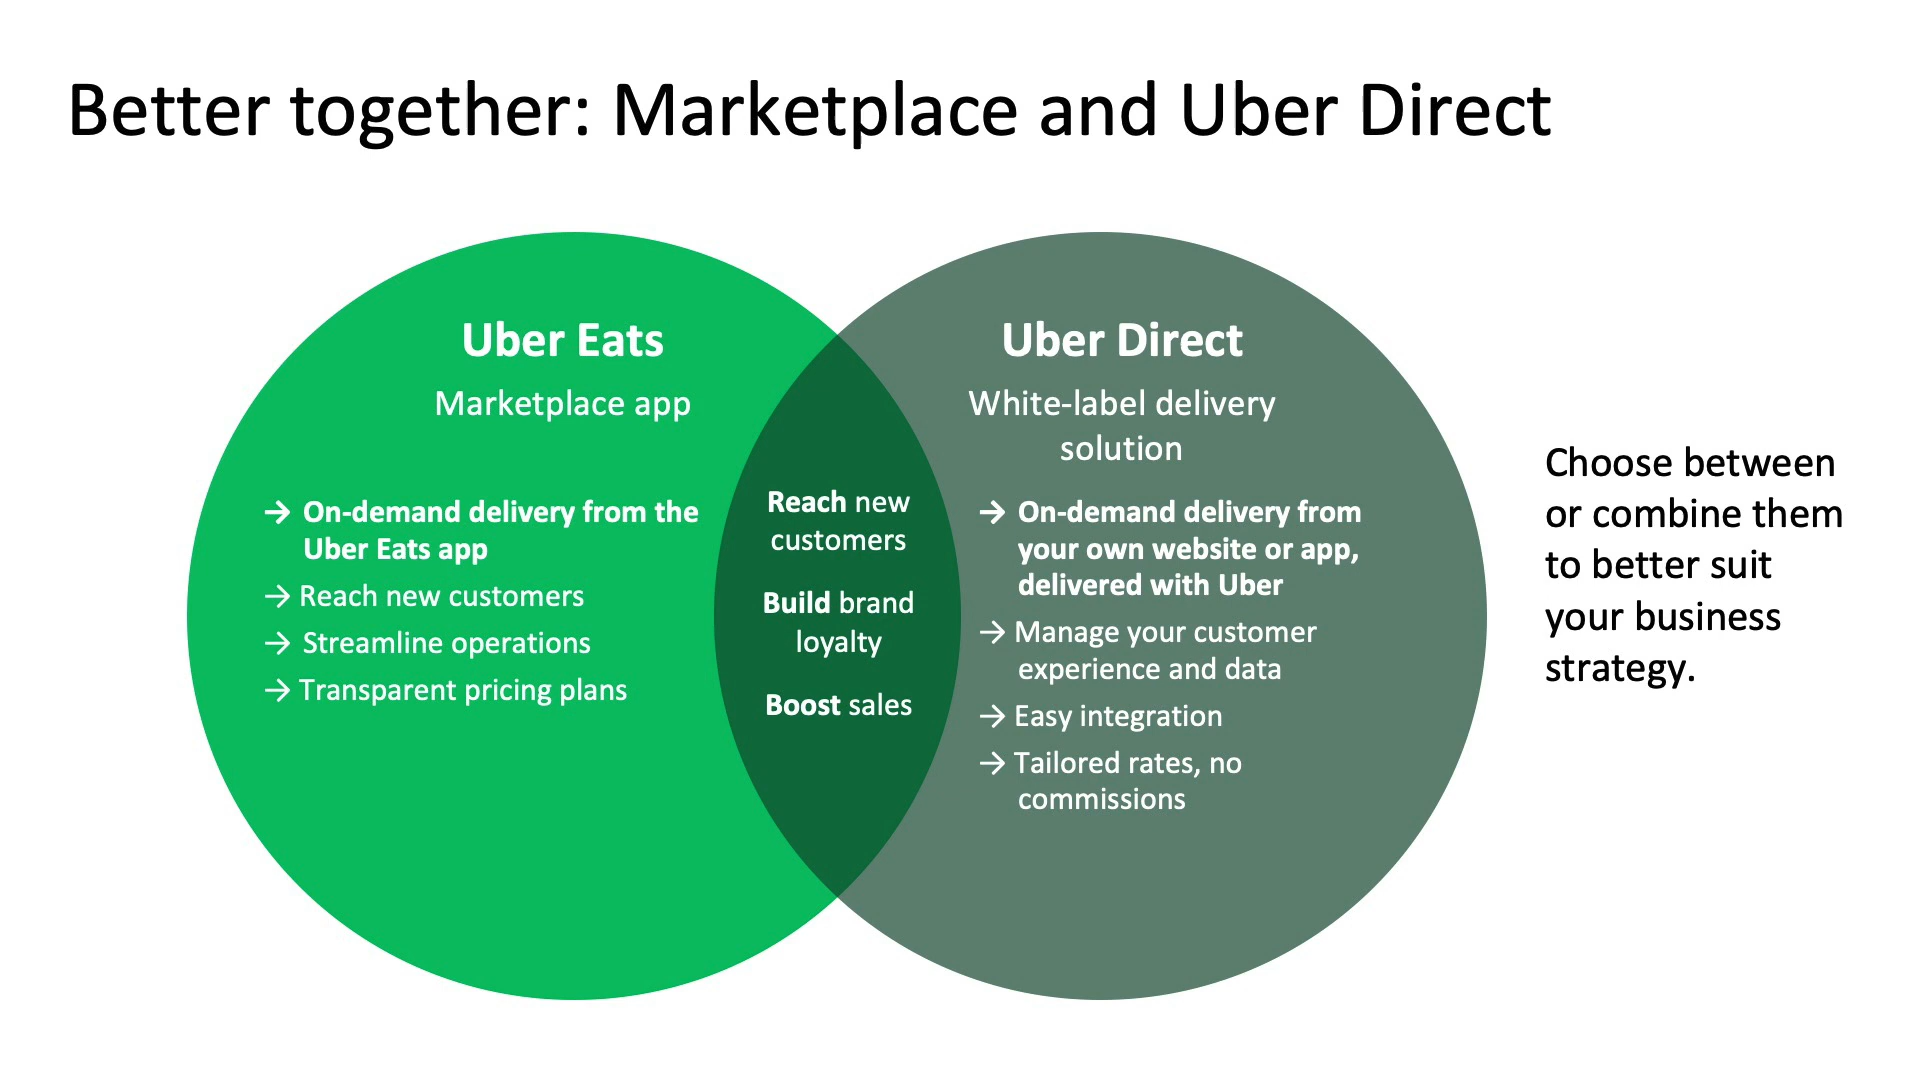 Better together: Marketplace and Uber Direct
Uber Eats
Marketplace app
→ On-demand delivery from the
Uber Eats app
→ Reach new customers
→ Streamline operations
→ Transparent pricing plans
Reach new
customers
Build brand
loyalty
Boost sales
Uber Direct
White-label delivery
solution
→ On-demand delivery from
your own website or app,
delivered with Uber
→ Manage your customer
experience and data
→ Easy integration
→ Tailored rates, no
commissions
Choose between
or combine them
to better suit
your business
strategy.